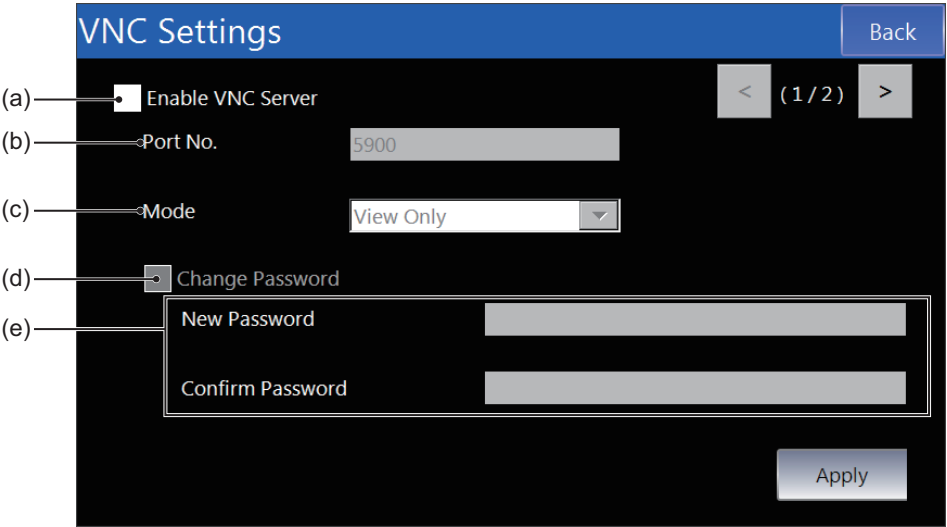 VNC Settings Back
(a) Enable VNC Server < (1/2) >
(b) Port No. 5900
(c) Mode View Only
(d) Change Password
(e) New Password
Confirm Password
Apply